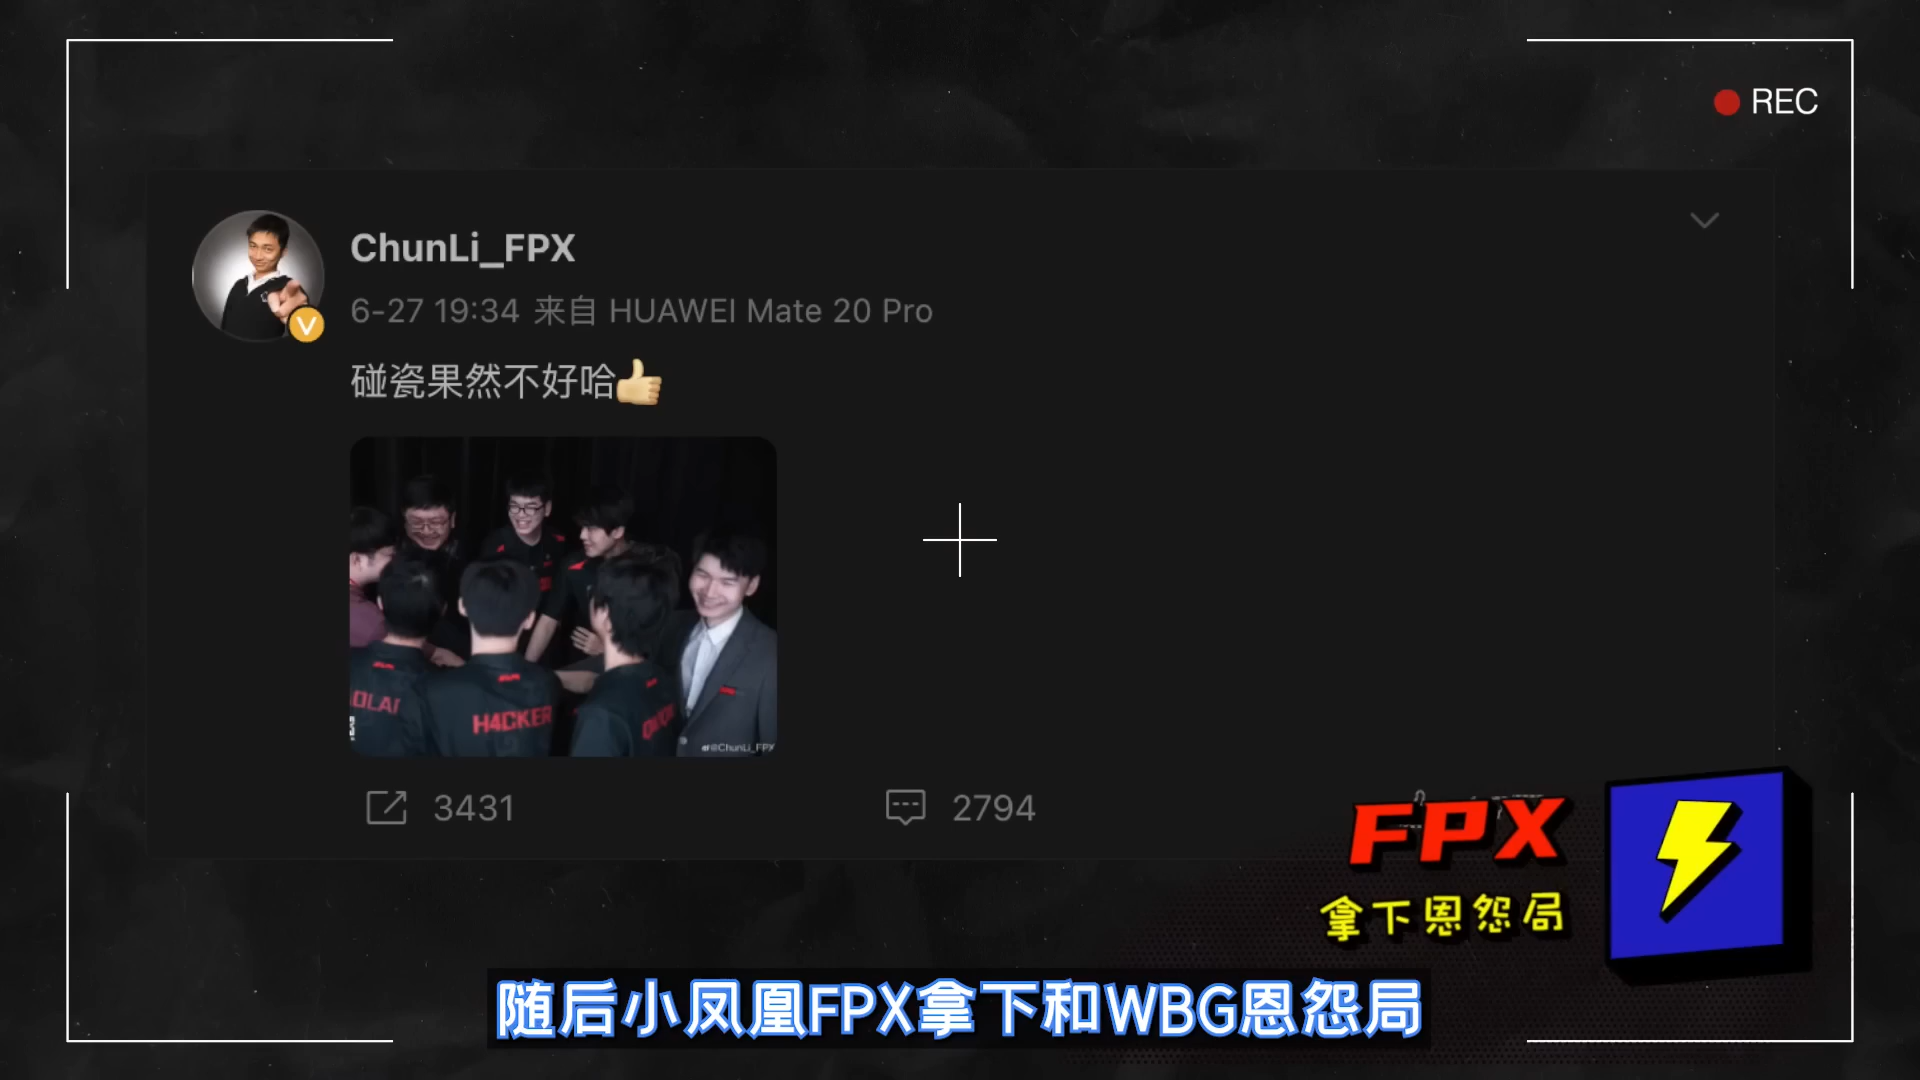 REC
ChunLi_FPX
6-27 19:34 来自 HUAWEI Mate 20 Pro
碰瓷果然不好哈👍
OLAI
H4CKER
@ChunLi_FPX
3431
2794
FPX
拿下恩怨局
随后小凤凰FPX拿下和WBG恩怨局